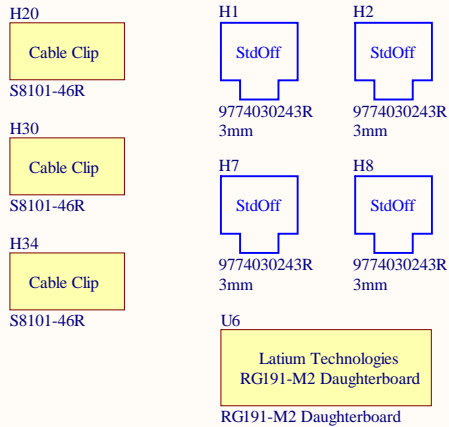 H20
Cable Clip
S8101-46R
H30
Cable Clip
S8101-46R
H34
Cable Clip
S8101-46R
H1
StdOff
9774030243R
3mm
H2
StdOff
9774030243R
3mm
H7
StdOff
9774030243R
3mm
H8
StdOff
9774030243R
3mm
U6
Latium Technologies
RG191-M2 Daughterboard
RG191-M2 Daughterboard